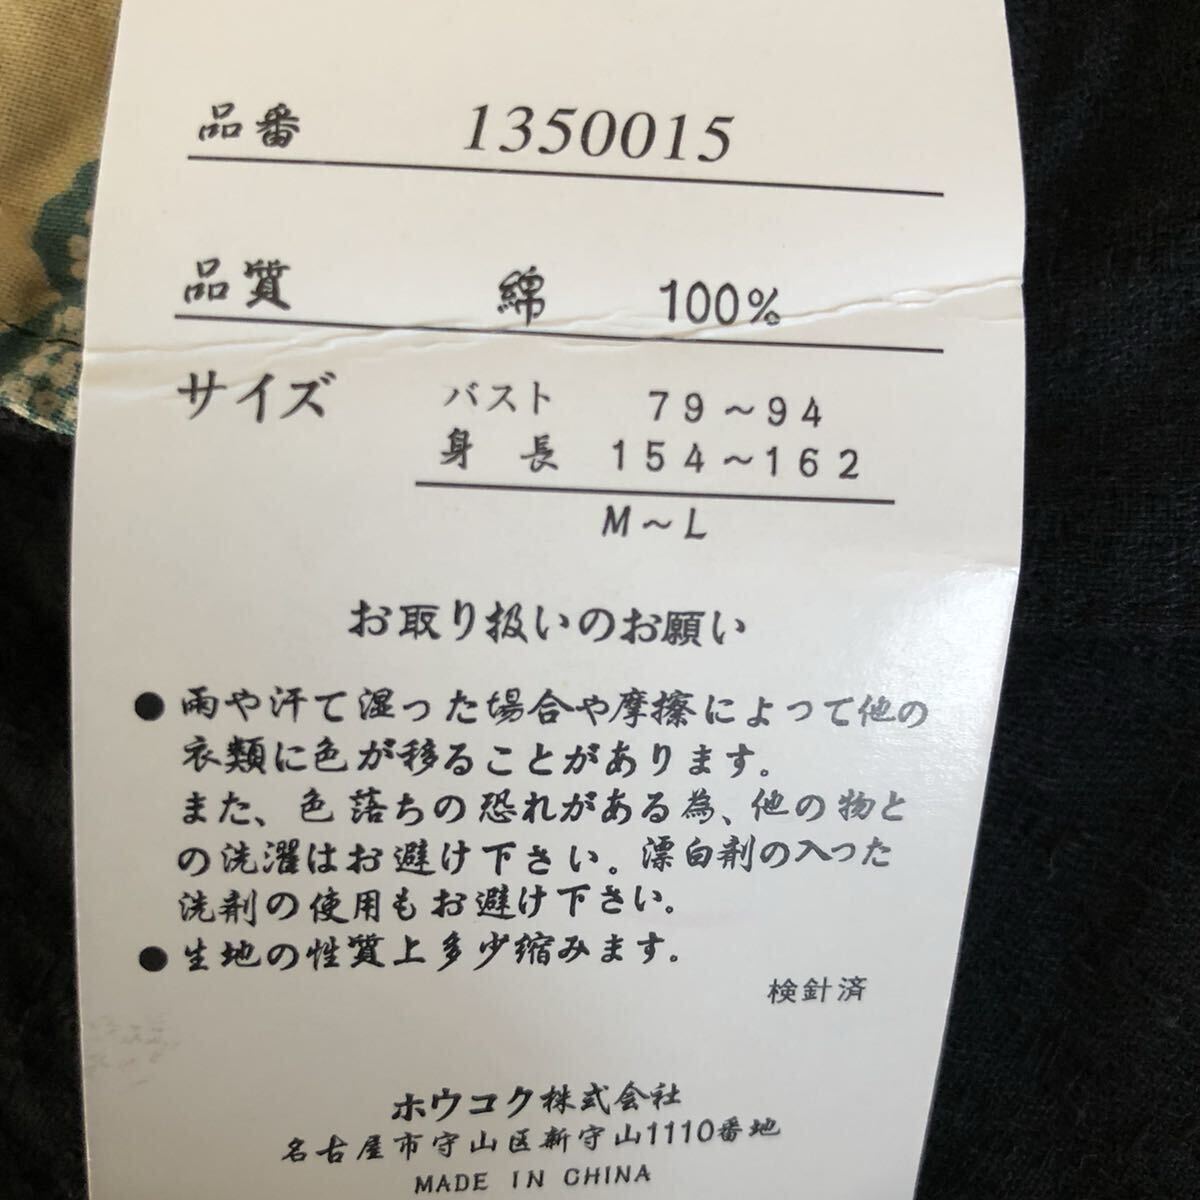 品番 1350015
品質 綿 100%
サイズ バスト 79〜94
身長 154〜162
M〜L
お取り扱いのお願い
●雨や汗で湿った場合や摩擦によって他の
衣類に色が移ることがあります。
また、色落ちの恐れがある為、他の物と
の洗濯はお避け下さい。漂白剤の入った
洗剤の使用もお避け下さい。
●生地の性質上多少縮みます。
検針済
ホウコク株式会社
名古屋市守山区新守山1110番地
MADE IN CHINA